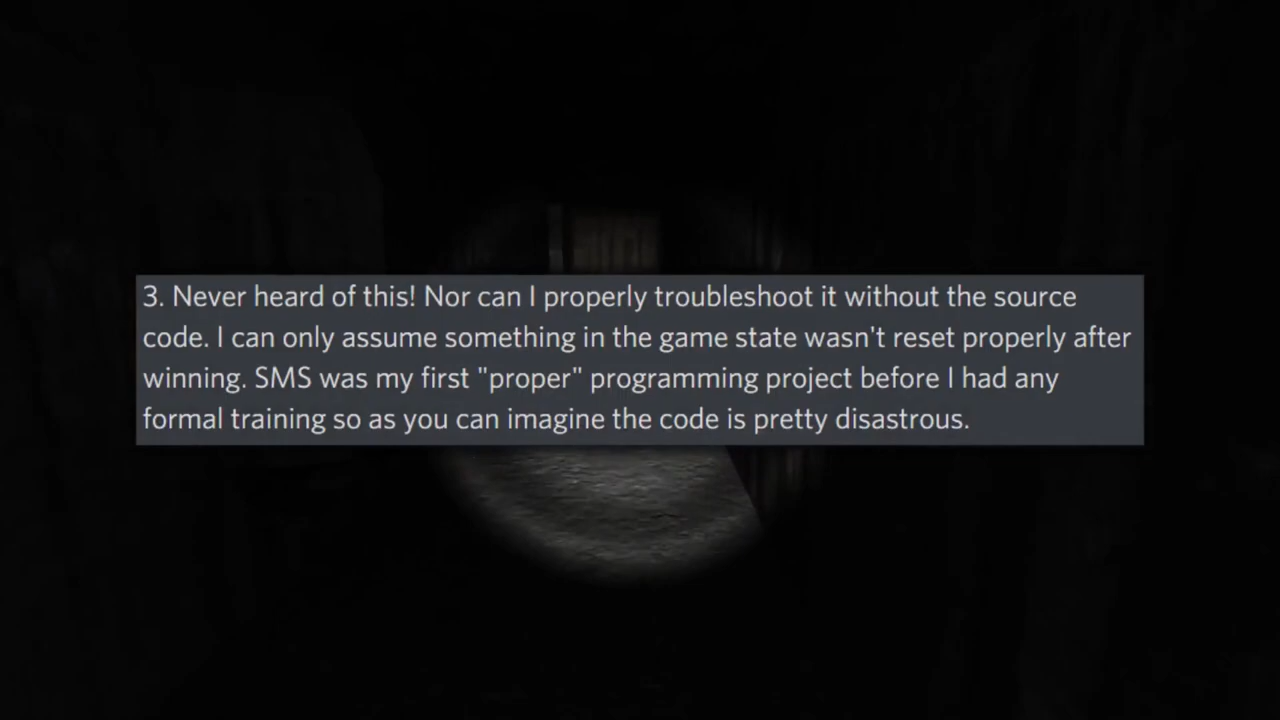 3. Never heard of this! Nor can I properly troubleshoot it without the source
code. I can only assume something in the game state wasn't reset properly after
winning. SMS was my first "proper" programming project before I had any
formal training so as you can imagine the code is pretty disastrous.